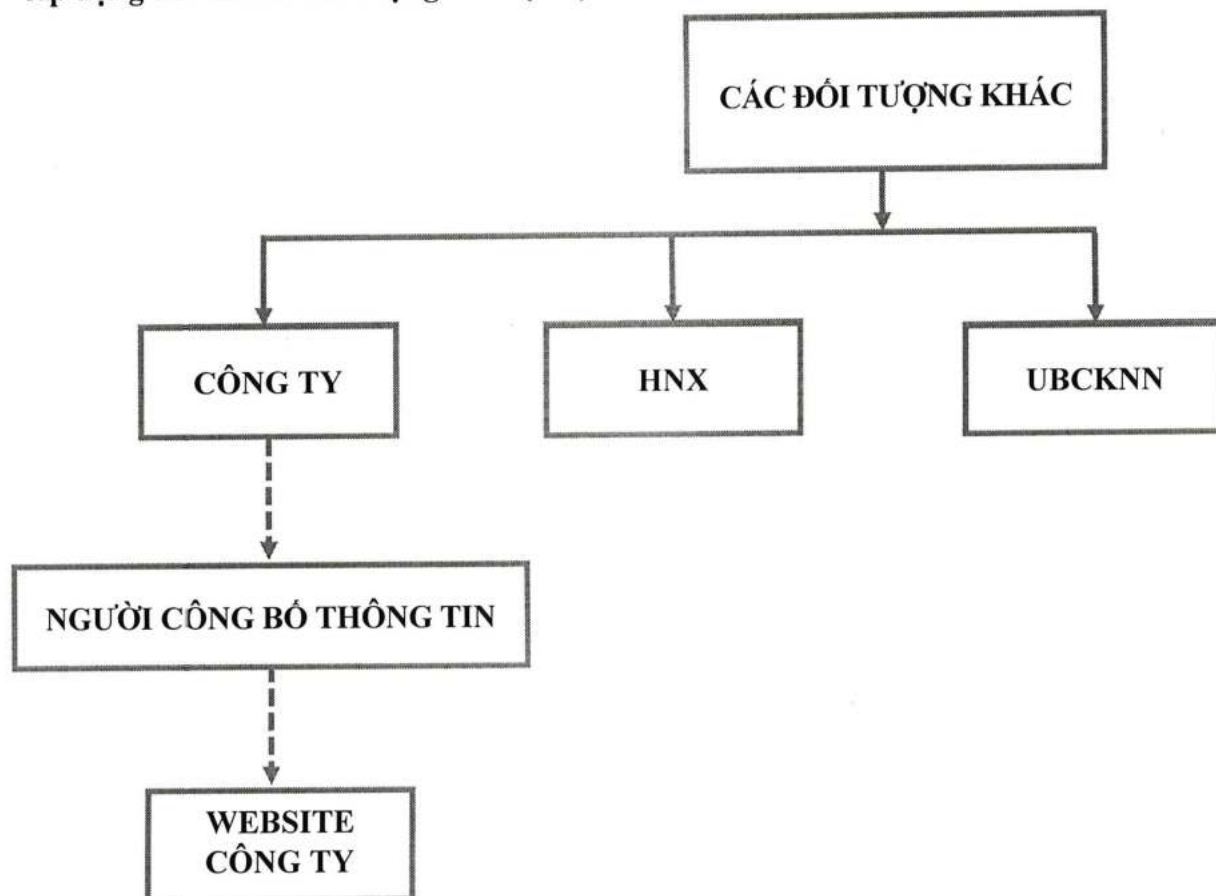 CÁC ĐỐI TƯỢNG KHÁC
CÔNG TY
HNX
UBCKNN
NGƯỜI CÔNG BỐ THÔNG TIN
WEBSITE
CÔNG TY